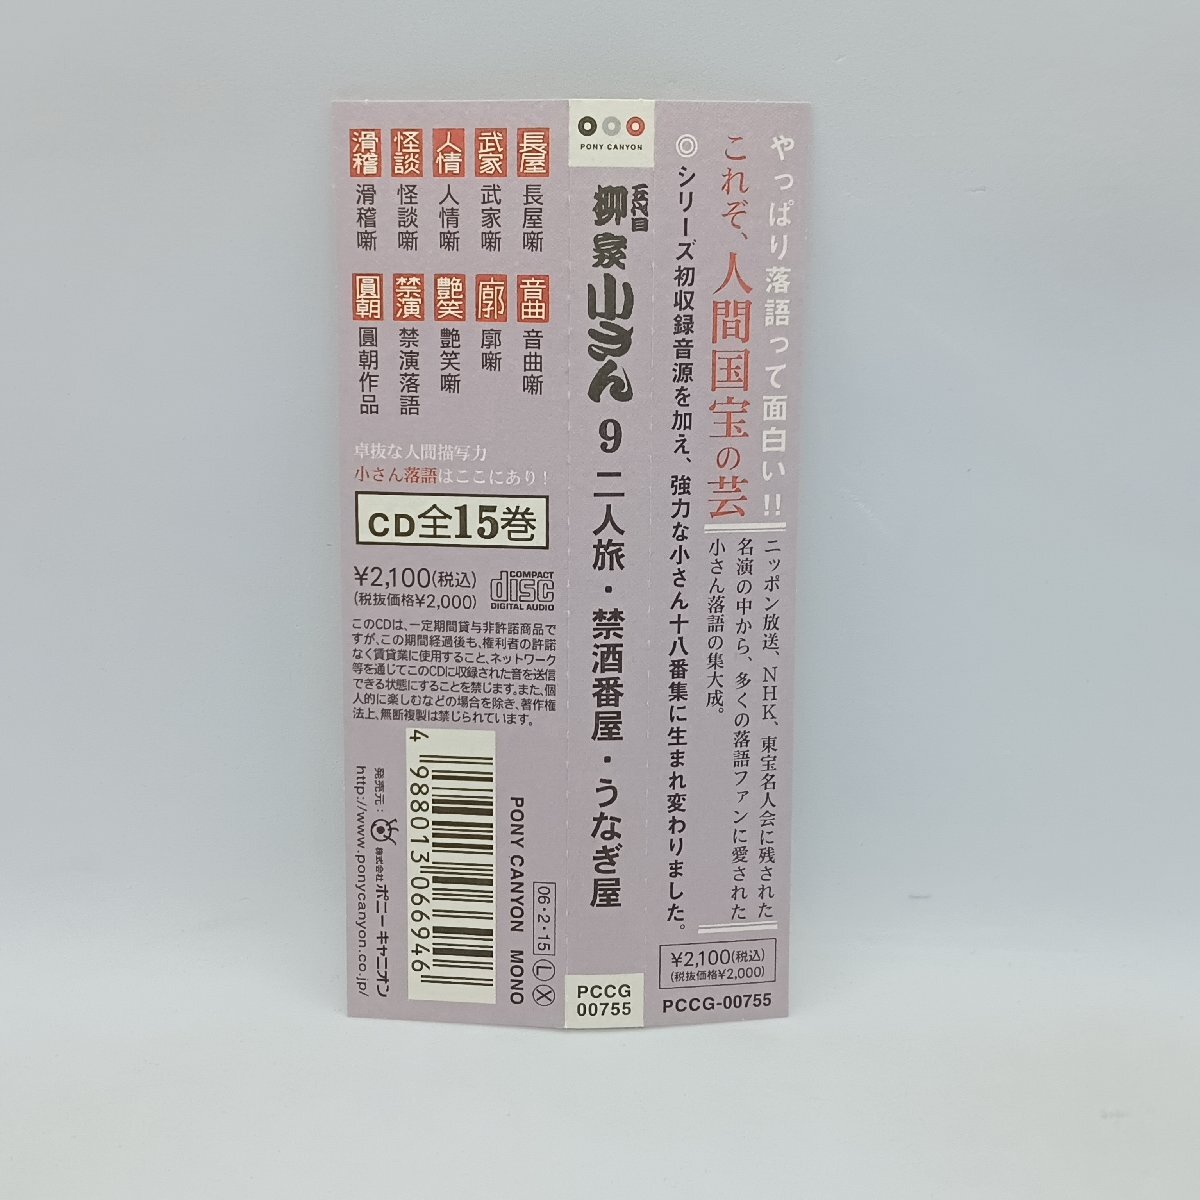 やっぱり落語って面白い!!
これぞ、人間国宝の芸
ニッポン放送、NHK、東宝名人会に残された
名演の中から、多くの落語ファンに愛された
小さん落語の集大成。
◎シリーズ初収録音源を加え、強力な小さん十八番集に生まれ変わりました。
¥2,100(税込)
(税抜価格¥2,000)
PCCG-00755
PONY CANYON
五代目
柳家小さん 9 二人旅・禁酒番屋・うなぎ屋
PCCG
00755
長屋 長屋噺
武家 武家噺
人情 人情噺
怪談 怪談噺
滑稽 滑稽噺
音曲 音曲噺
廓 廓噺
艶笑 艶笑噺
禁演 禁演落語
圓朝 圓朝作品
卓抜な人間描写力
小さん落語はここにあり!
CD全15巻
¥2,100(税込)
(税抜価格¥2,000)
COMPACT
disc
DIGITAL AUDIO
このCDは、一定期間貸与非許諾商品で
すが、この期間経過後も、権利者の許諾
なく賃貸業に使用すること、ネットワーク
等を通じてこのCDに収録された音を送信
できる状態にすることを禁じます。また、個
人的に楽しむなどの場合を除き、著作権
法上、無断複製は禁じられています。
PONY CANYON MONO
06・2・15 L X
4 988013 066946
発売元:株式会社ポニーキャニオン
http://www.ponycanyon.co.jp/